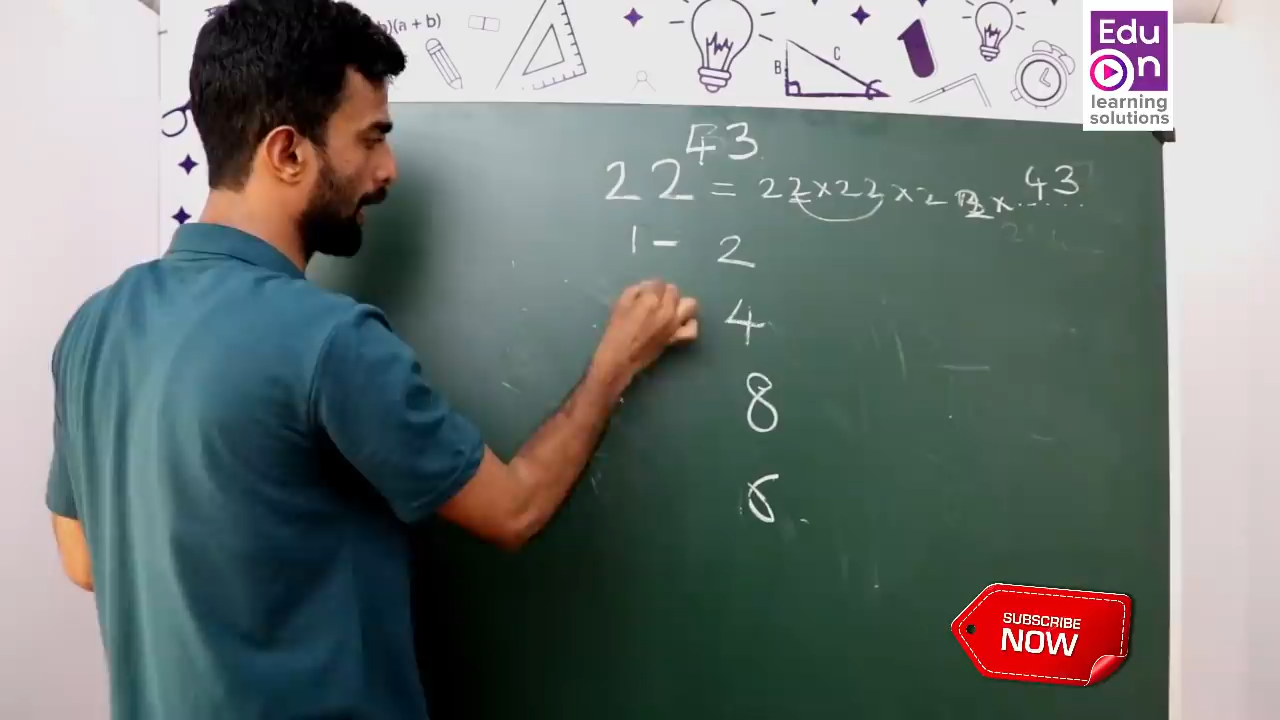 )(a + b)
B
C
Edu
On
learning
solutions
22^43 = 22×22×22× ....43
1 - 2
4
8
6
SUBSCRIBE
NOW